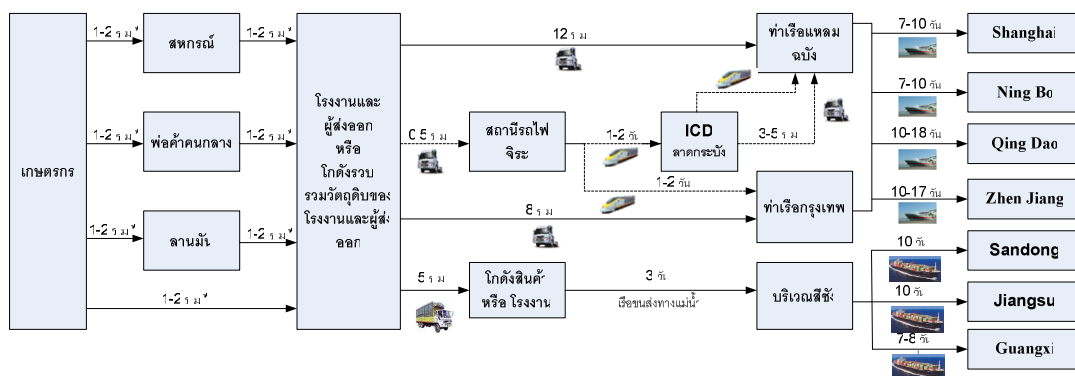 เกษตรกร
1-2 ช ม *
สหกรณ์
1-2 ช ม *
1-2 ช ม *
พ่อค้าคนกลาง
1-2 ช ม *
1-2 ช ม *
ลานมัน
1-2 ช ม *
1-2 ช ม *
โรงงานและ
ผู้ส่งออก
หรือ
โกดังรวบ
รวมวัตถุดิบของ
โรงงานและผู้ส่ง
ออก
12 ช ม
ท่าเรือแหลม
ฉบัง
0.5 ช ม
สถานีรถไฟ
จิระ
1-2 วัน
ICD
ลาดกระบัง
3-5 ช ม
1-2 วัน
8 ช ม
ท่าเรือกรุงเทพ
5 ช ม
โกดังสินค้า
หรือ โรงงาน
3 วัน
เรือขนส่งทางแม่น้ำ
บริเวณสีชัง
7-10 วัน
Shanghai
7-10 วัน
Ning Bo
10-18 วัน
Qing Dao
10-17 วัน
Zhen Jiang
10 วัน
Sandong
10 วัน
Jiangsu
7-8 วัน
Guangxi